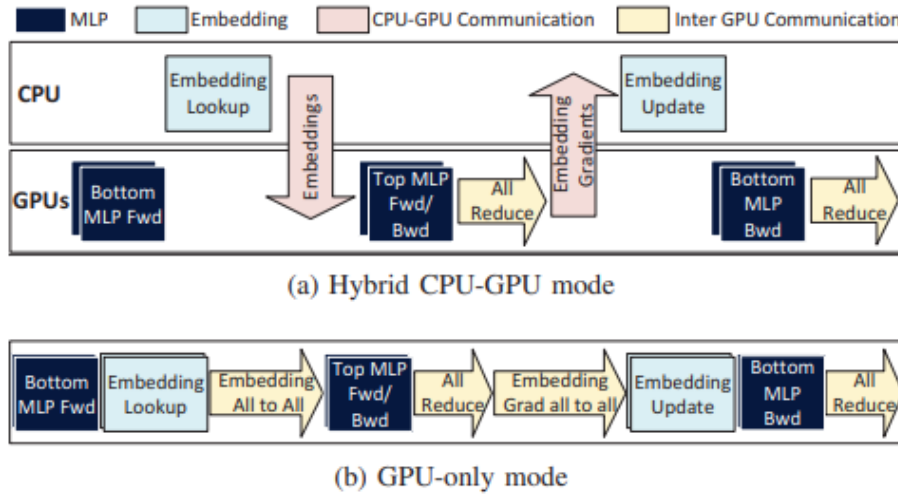 MLP Embedding CPU-GPU Communication Inter GPU Communication
CPU
Embedding
Lookup
Embeddings
Embedding
Gradients
Embedding
Update
GPUs
Bottom
MLP Fwd
Top MLP
Fwd/
Bwd
All
Reduce
Bottom
MLP
Bwd
All
Reduce
(a) Hybrid CPU-GPU mode
Bottom
MLP Fwd
Embedding
Lookup
Embedding
All to All
Top MLP
Fwd/
Bwd
All
Reduce
Embedding
Grad all to all
Embedding
Update
Bottom
MLP
Bwd
All
Reduce
(b) GPU-only mode